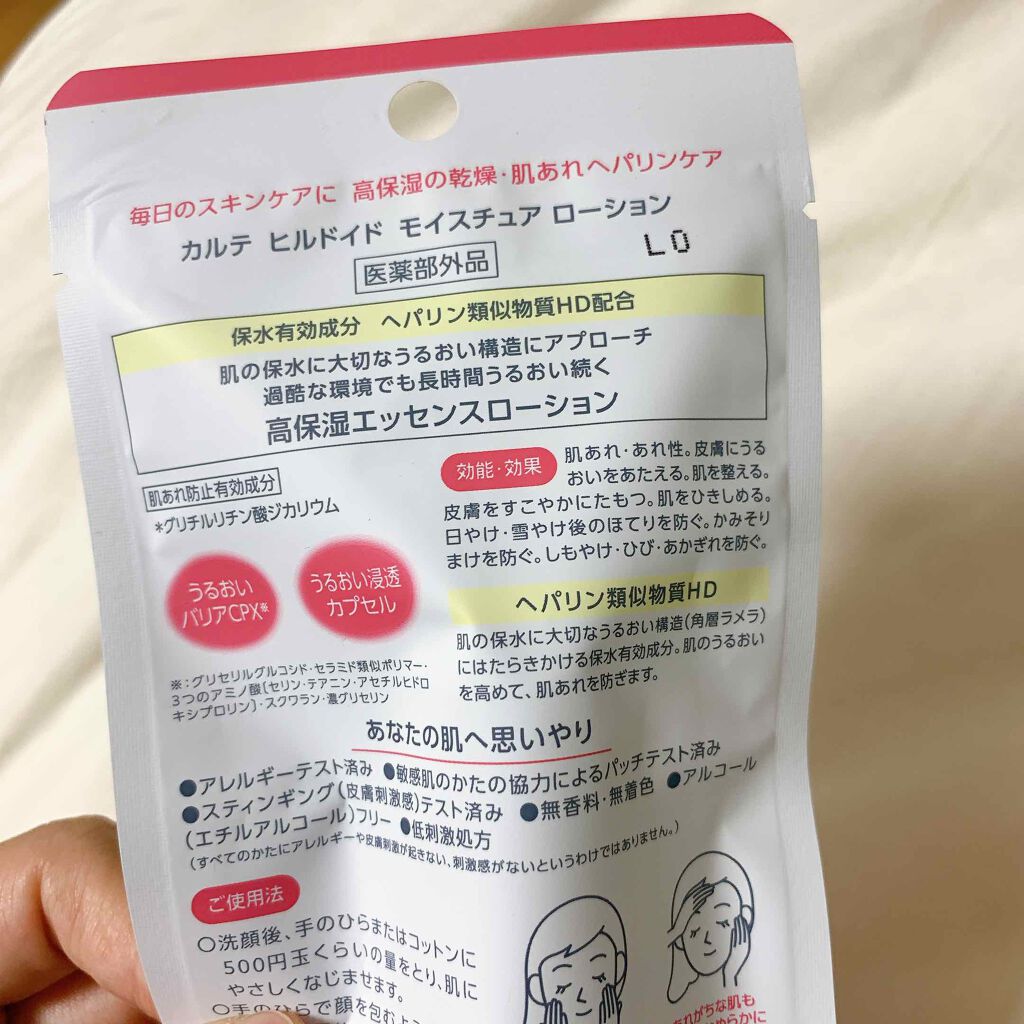 毎日のスキンケアに 高保湿の乾燥・肌あれヘパリンケア
カルテ ヒルドイド モイスチュア ローション
LO
医薬部外品
保水有効成分 ヘパリン類似物質HD配合
肌の保水に大切なうるおい構造にアプローチ
過酷な環境でも長時間うるおい続く
高保湿エッセンスローション
肌あれ防止有効成分
*グリチルリチン酸ジカリウム
うるおい
バリアCPX※
うるおい浸透
カプセル
※:グリセリルグルコシド・セラミド類似ポリマー・
3つのアミノ酸〔セリン・テアニン・アセチルヒドロ
キシプロリン〕・スクワラン・濃グリセリン
効能・効果 肌あれ・あれ性。皮膚にうる
おいをあたえる。肌を整える。
皮膚をすこやかにたもつ。肌をひきしめる。
日やけ・雪やけ後のほてりを防ぐ。かみそり
まけを防ぐ。しもやけ・ひび・あかぎれを防ぐ。
ヘパリン類似物質HD
肌の保水に大切なうるおい構造(角層ラメラ)
にはたらきかける保水有効成分。肌のうるおい
を高めて、肌あれを防ぎます。
あなたの肌へ思いやり
●アレルギーテスト済み ●敏感肌のかたの協力によるパッチテスト済み
●スティンギング(皮膚刺激感)テスト済み ●無香料・無着色 ●アルコール
(エチルアルコール)フリー ●低刺激処方
(すべてのかたにアレルギーや皮膚刺激が起きない、刺激感がないというわけではありません。)
ご使用法
○洗顔後、手のひらまたはコットンに
500円玉くらいの量をとり、肌に
やさしくなじませます。
○手のひらで顔を包むよ
れがちな肌も
らかに